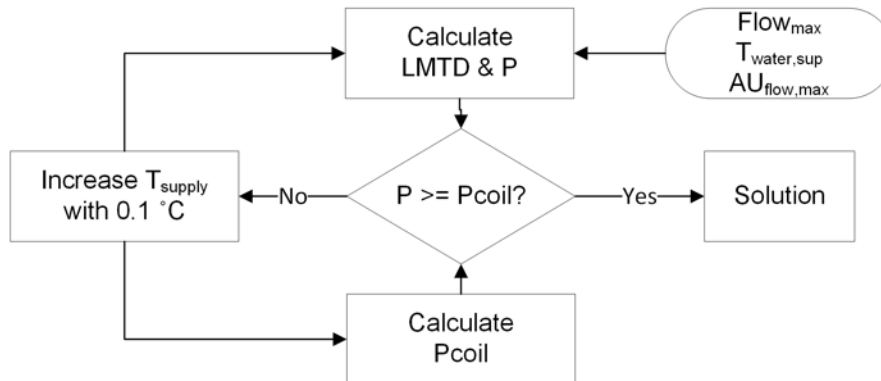 Calculate
LMTD & P
Flowmax
Twater,sup
AUflow,max
Increase Tsupply
with 0.1 °C
No
P >= Pcoil?
Yes
Solution
Calculate
Pcoil